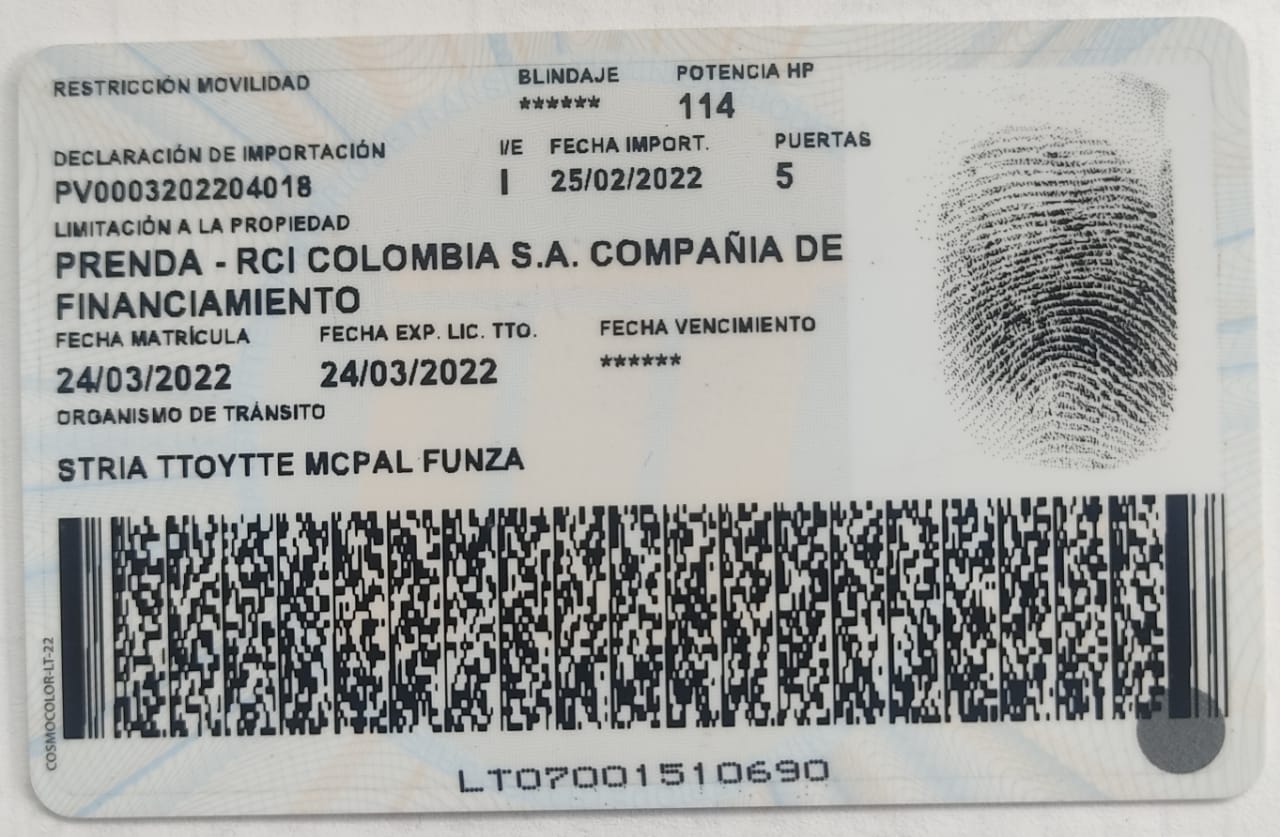 RESTRICCIÓN MOVILIDAD BLINDAJE POTENCIA HP
****** 114
DECLARACIÓN DE IMPORTACIÓN I/E FECHA IMPORT. PUERTAS
PV0003202204018 I 25/02/2022 5
LIMITACIÓN A LA PROPIEDAD
PRENDA - RCI COLOMBIA S.A. COMPAÑIA DE
FINANCIAMIENTO
FECHA MATRÍCULA FECHA EXP. LIC. TTO. FECHA VENCIMIENTO
24/03/2022 24/03/2022 ******
ORGANISMO DE TRÁNSITO
STRIA TTOYTTE MCPAL FUNZA
COSMOCOLOR-LT-22
LT07001510690